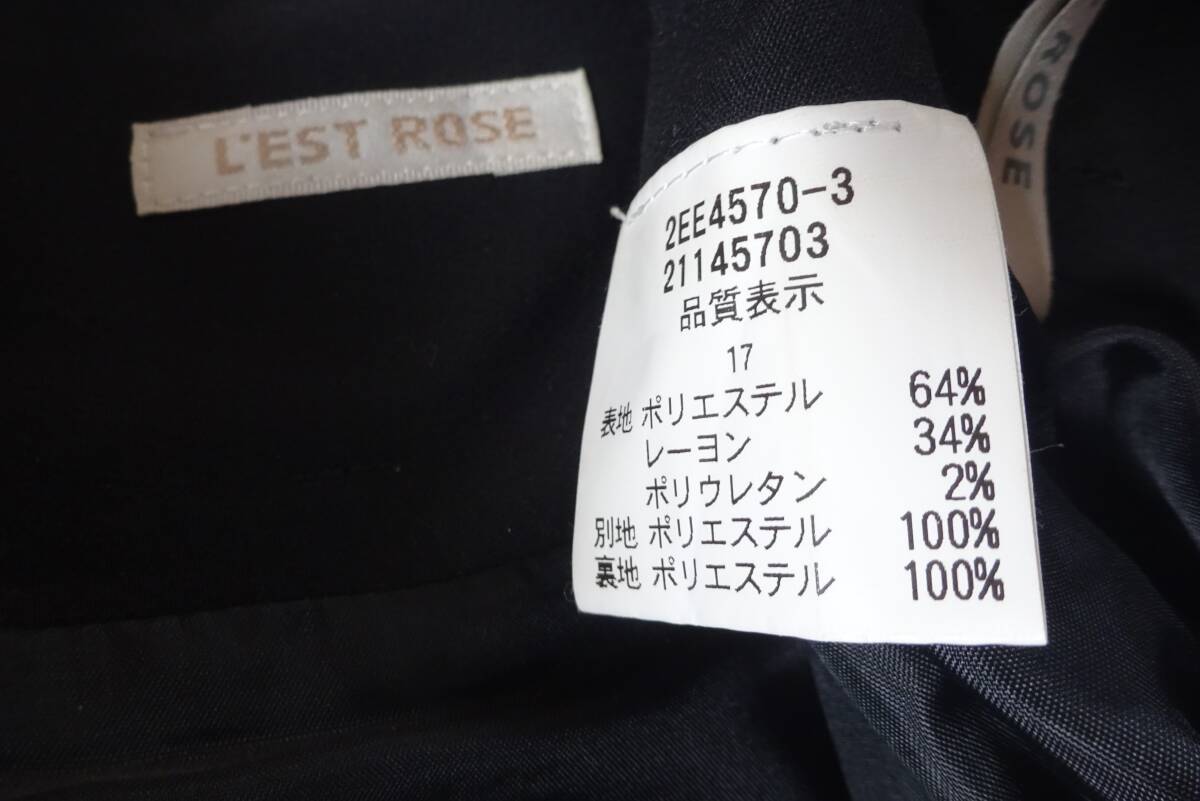 L'EST ROSE
ROSE
2EE4570-3
21145703
品質表示
17
表地 ポリエステル 64%
レーヨン 34%
ポリウレタン 2%
別地 ポリエステル 100%
裏地 ポリエステル 100%